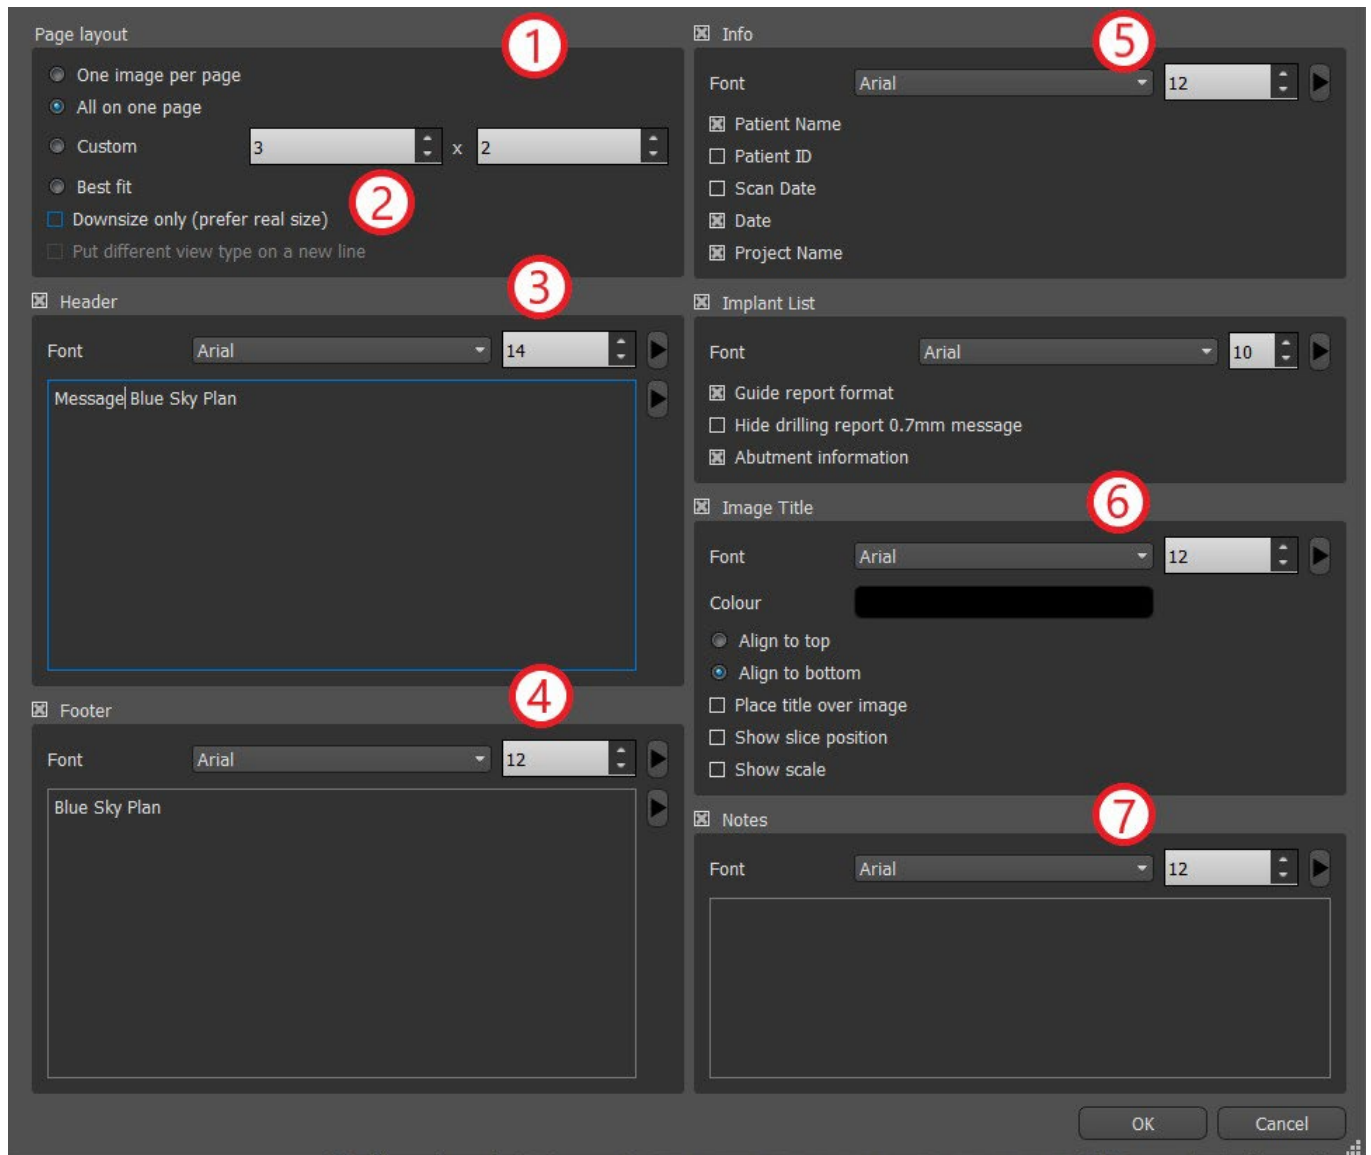 Page layout
1
One image per page
All on one page
Custom 3 x 2
2
Best fit
Downsize only (prefer real size)
Put different view type on a new line
3
Header
Font Arial 14
Message Blue Sky Plan
4
Footer
Font Arial 12
Blue Sky Plan
5
Info
Font Arial 12
Patient Name
Patient ID
Scan Date
Date
Project Name
Implant List
Font Arial 10
Guide report format
Hide drilling report 0.7mm message
Abutment information
6
Image Title
Font Arial 12
Colour
Align to top
Align to bottom
Place title over image
Show slice position
Show scale
7
Notes
Font Arial 12
OK Cancel